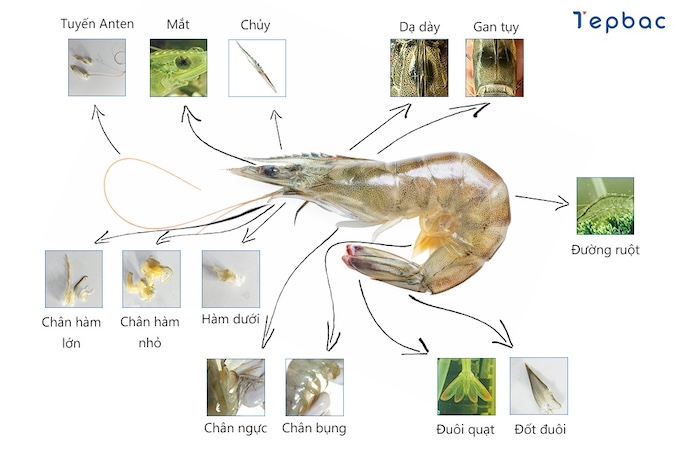 Tepbac
Tuyến Anten
Mắt
Chủy
Dạ dày
Gan tụy
Đường ruột
Chân hàm
lớn
Chân hàm
nhỏ
Hàm dưới
Chân ngực
Chân bụng
Đuôi quạt
Đốt đuôi